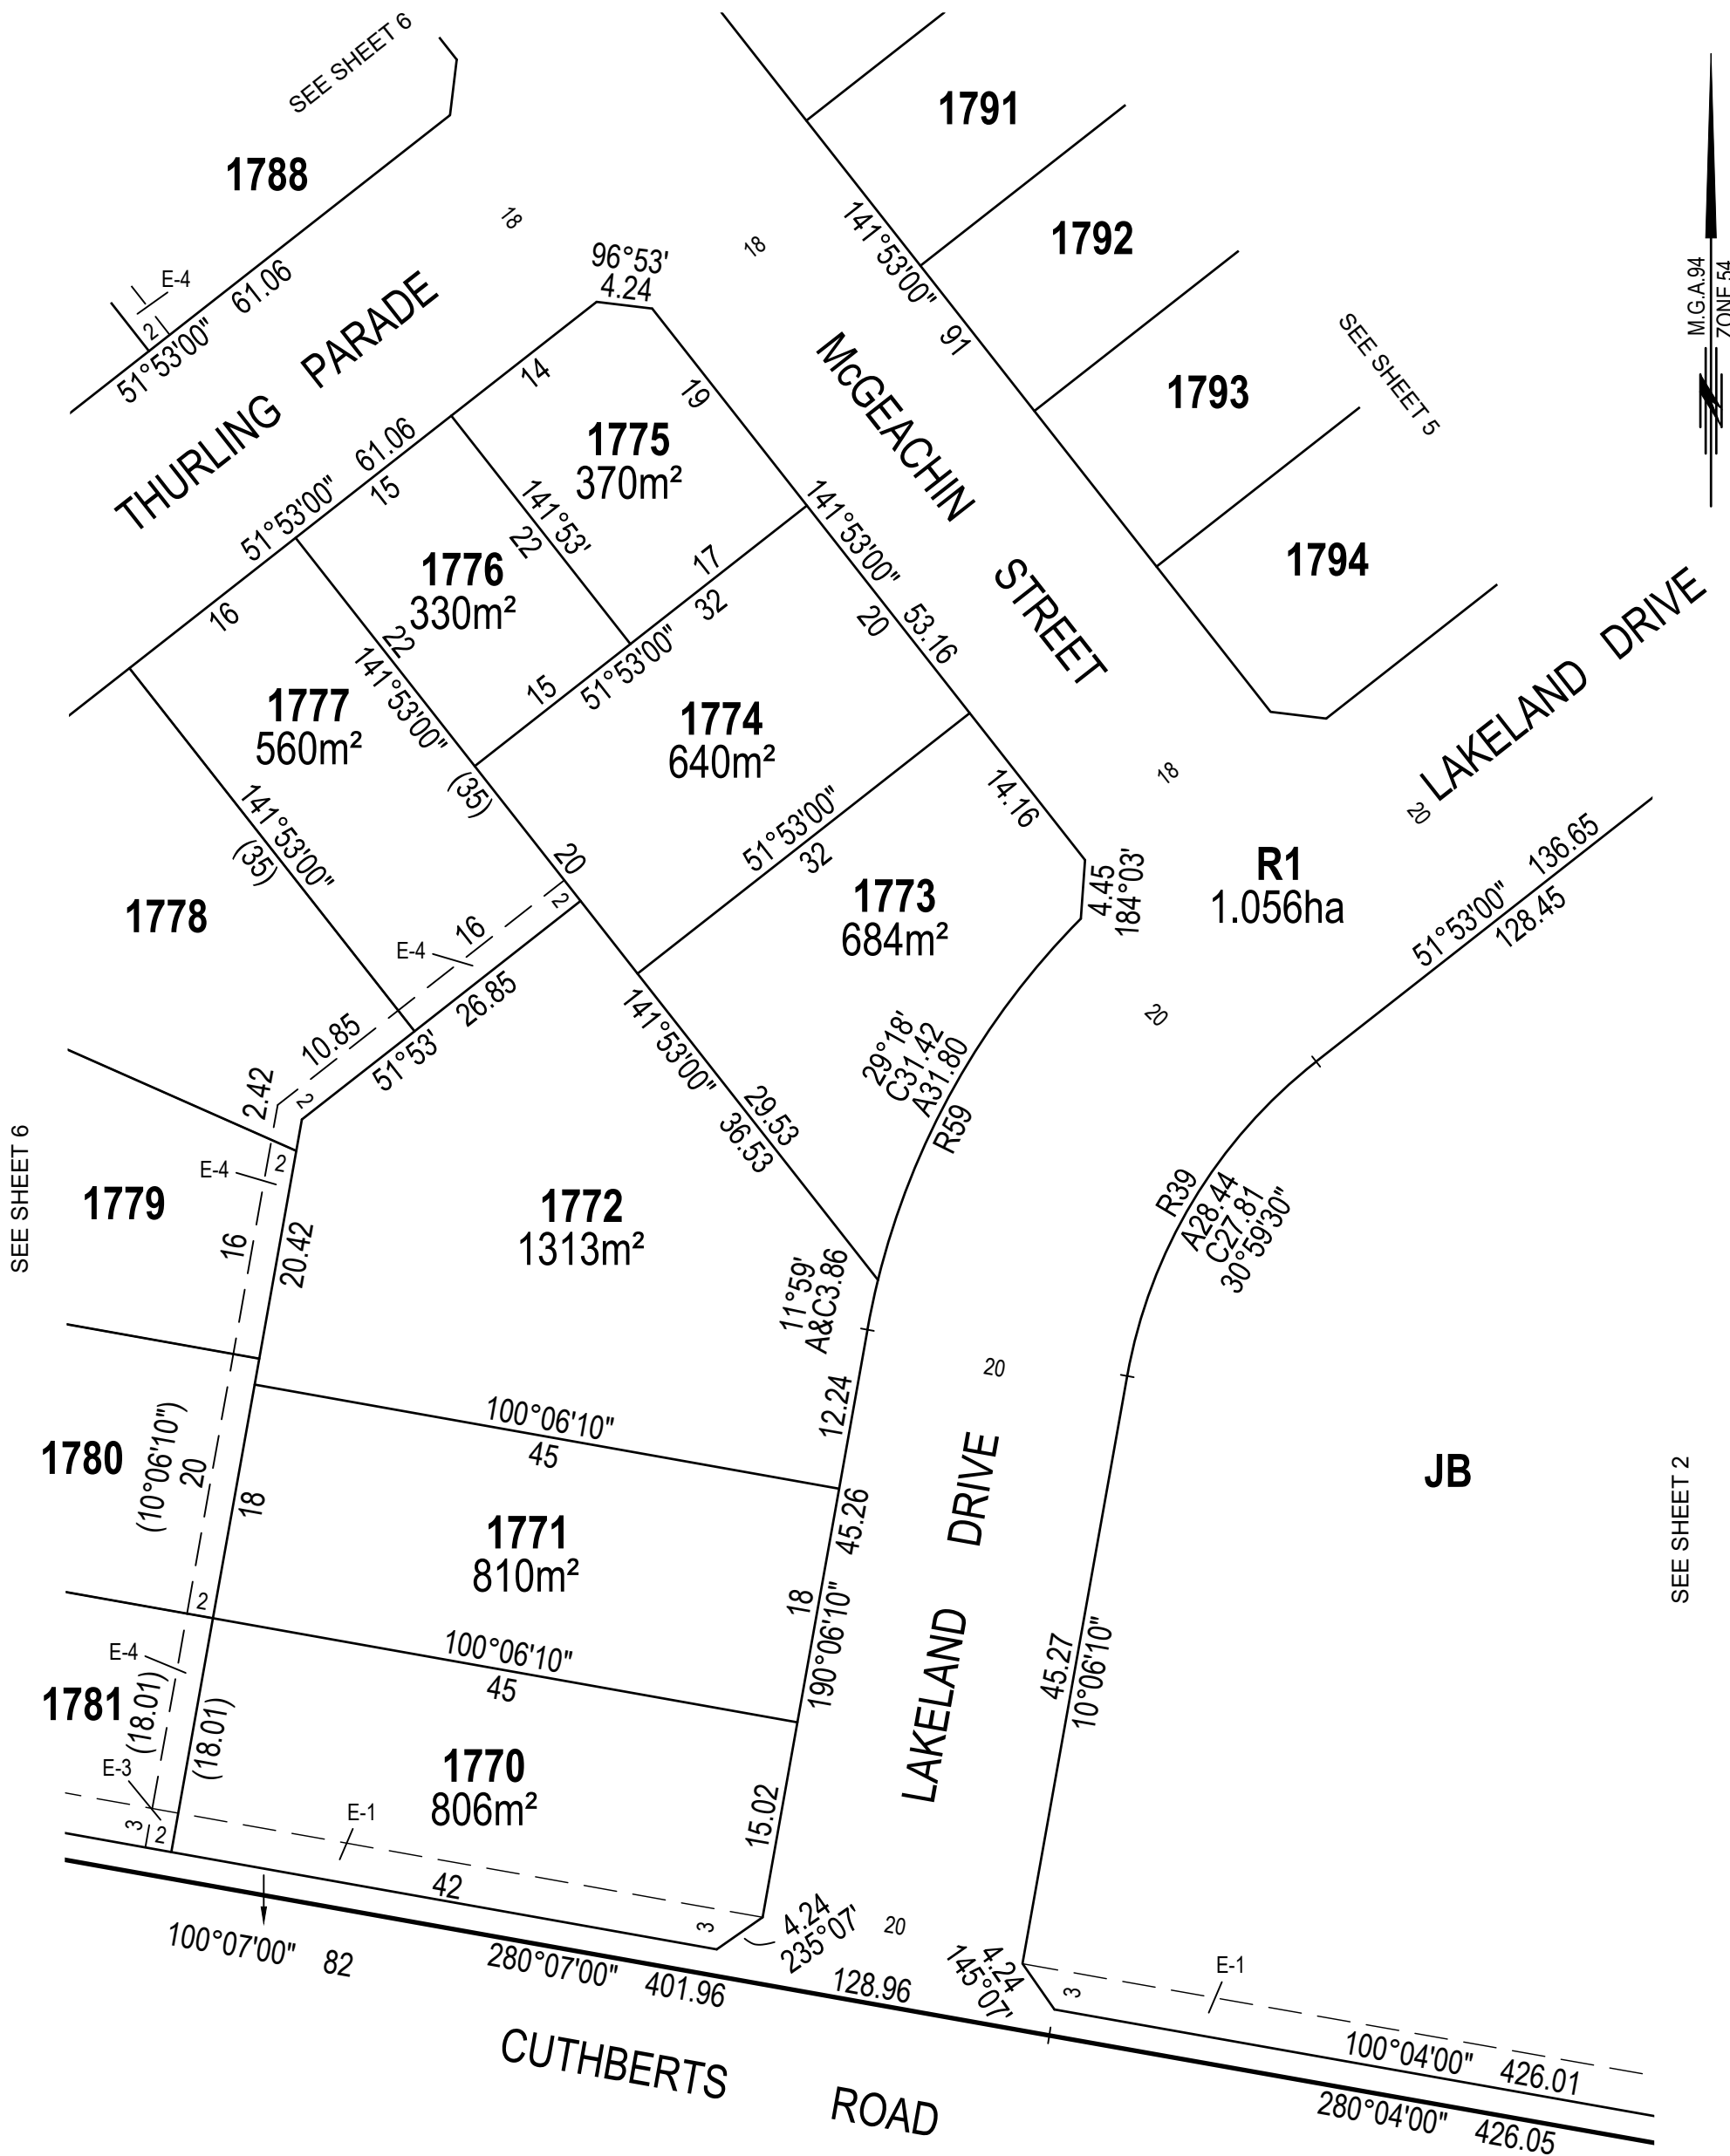 SEE SHEET 6
1788
E-4
2
51°53'00" 61.06
THURLING PARADE
18
18
96°53'
4.24
1791
1792
1793
1794
141°53'00" 91
SEE SHEET 5
M.G.A.94
ZONE 54
McGEACHIN STREET
LAKELAND DRIVE
14
19
1775
370m²
51°53'00" 61.06
15
16
141°53'
22
1776
330m²
22
141°53'00"
(35)
17
32
15
51°53'00"
141°53'00" 53.16
20
1777
560m²
1774
640m²
141°53'00"
(35)
14.16
18
20
51°53'00"
32
1773
684m²
4.45
184°03'
R1
1.056ha
51°53'00" 136.65
128.45
20
2
1778
E-4
16
26.85
10.85
51°53'
2
2.42
141°53'00" 36.53
29.53
29°18'
C31.42
A31.80
R59
20
SEE SHEET 6
1779
E-4
2
16
20.42
1772
1313m²
R39
A28.44
C27.81
30°59'30"
11°59'
A&C3.86
20
12.24
1780
(10°06'10")
20
18
100°06'10"
45
1771
810m²
45.26
18
190°06'10"
LAKELAND DRIVE
JB
SEE SHEET 2
2
1781
E-4
(18.01)
(18.01)
100°06'10"
45
45.27
10°06'10"
1770
806m²
15.02
E-3
E-1
3
2
42
3
4.24
235°07'
20
4.24
145°07'
3
E-1
100°07'00" 82
280°07'00" 401.96
128.96
100°04'00" 426.01
280°04'00" 426.05
CUTHBERTS ROAD